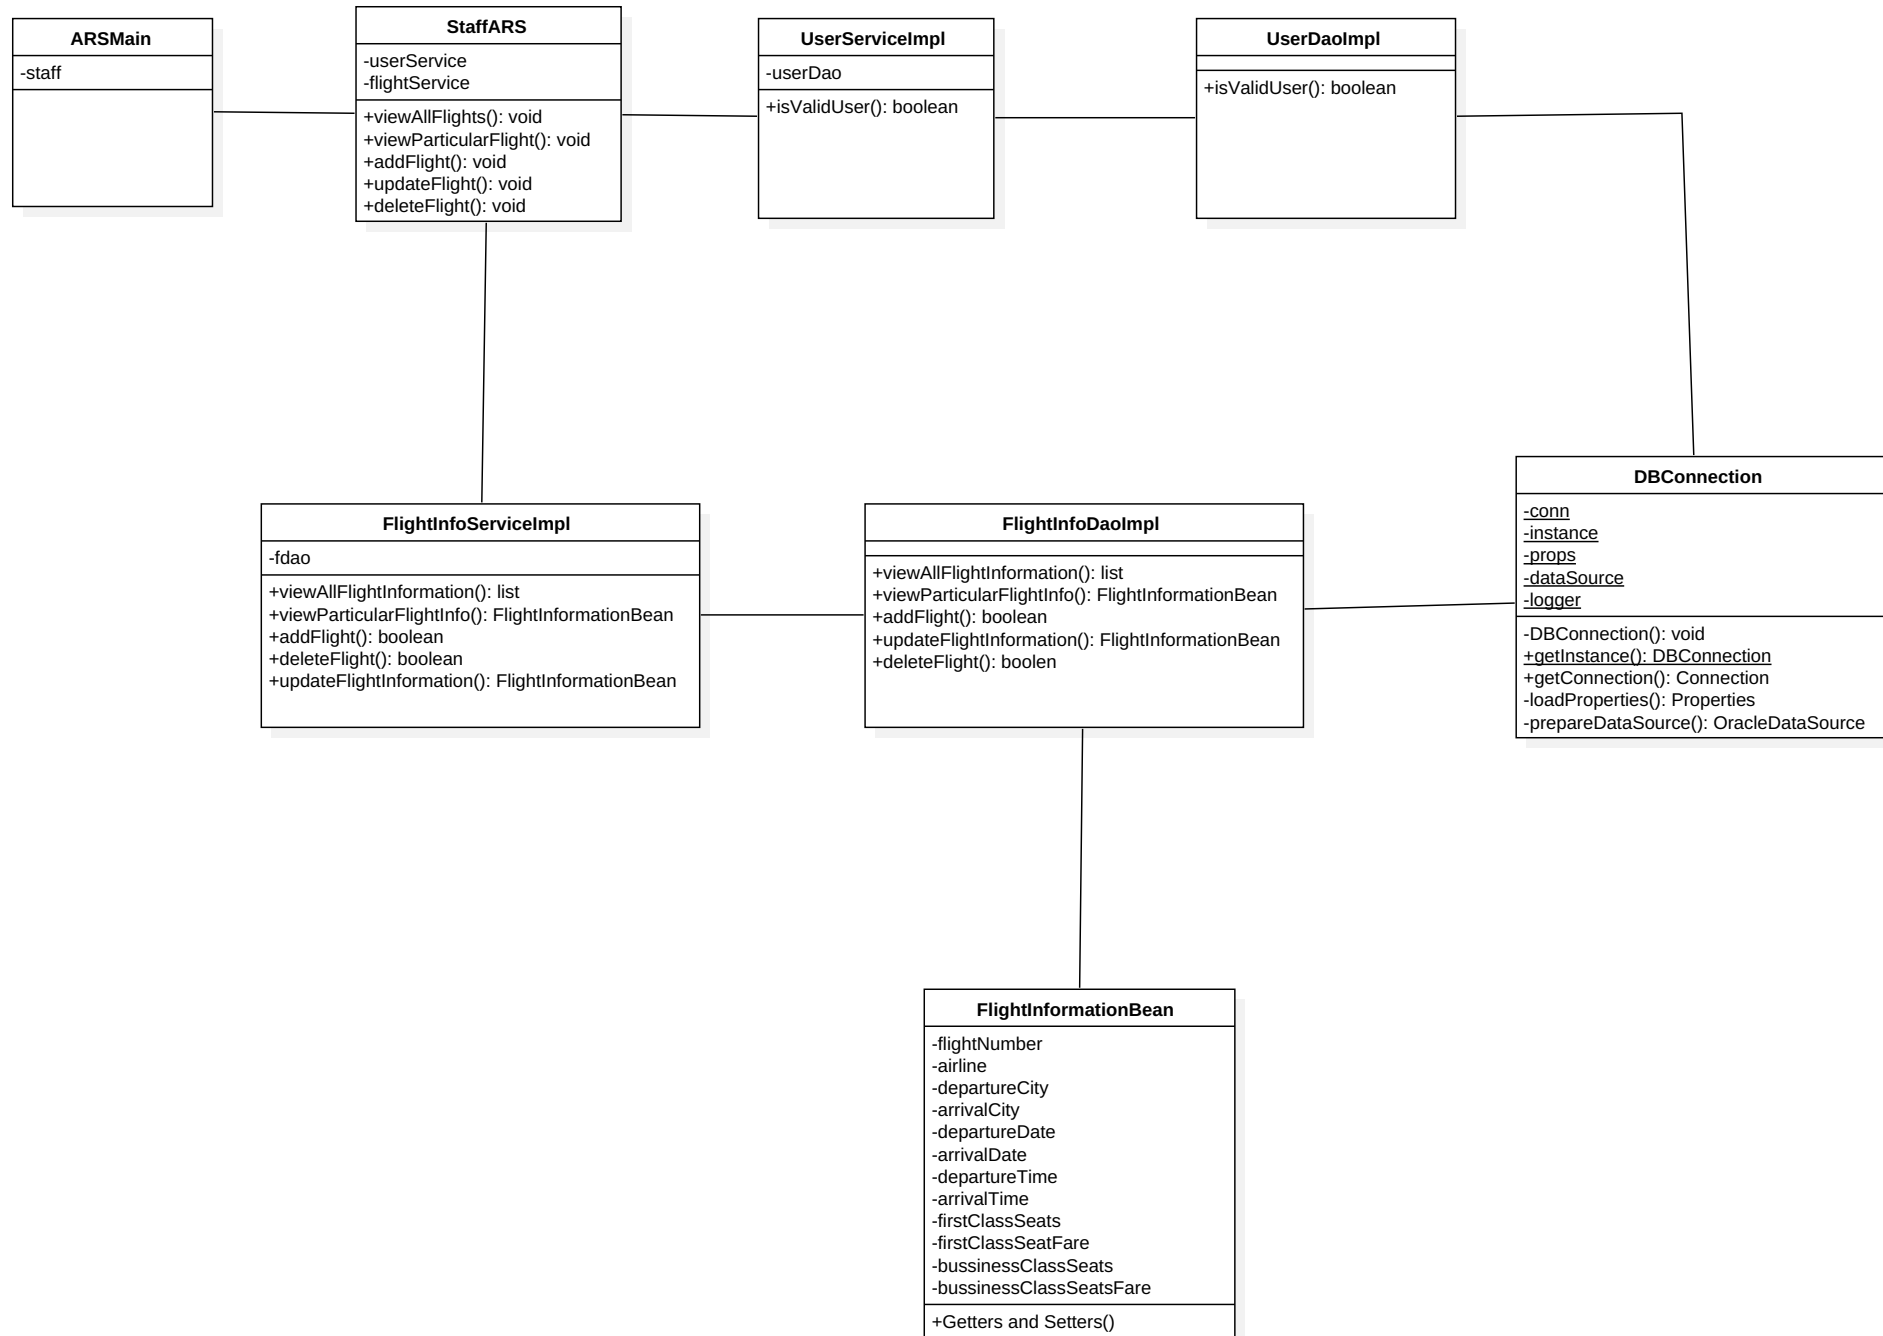 ARSMain
-staff
StaffARS
-userService
-flightService
+viewAllFlights(): void
+viewParticularFlight(): void
+addFlight(): void
+updateFlight(): void
+deleteFlight(): void
UserServiceImpl
-userDao
+isValidUser(): boolean
UserDaoImpl
+isValidUser(): boolean
FlightInfoServiceImpl
-fdao
+viewAllFlightInformation(): list
+viewParticularFlightInfo(): FlightInformationBean
+addFlight(): boolean
+deleteFlight(): boolean
+updateFlightInformation(): FlightInformationBean
FlightInfoDaoImpl
+viewAllFlightInformation(): list
+viewParticularFlightInfo(): FlightInformationBean
+addFlight(): boolean
+updateFlightInformation(): FlightInformationBean
+deleteFlight(): boolen
DBConnection
-conn
-instance
-props
-dataSource
-logger
-DBConnection(): void
+getInstance(): DBConnection
+getConnection(): Connection
-loadProperties(): Properties
-prepareDataSource(): OracleDataSource
FlightInformationBean
-flightNumber
-airline
-departureCity
-arrivalCity
-departureDate
-arrivalDate
-departureTime
-arrivalTime
-firstClassSeats
-firstClassSeatFare
-bussinessClassSeats
-bussinessClassSeatsFare
+Getters and Setters()